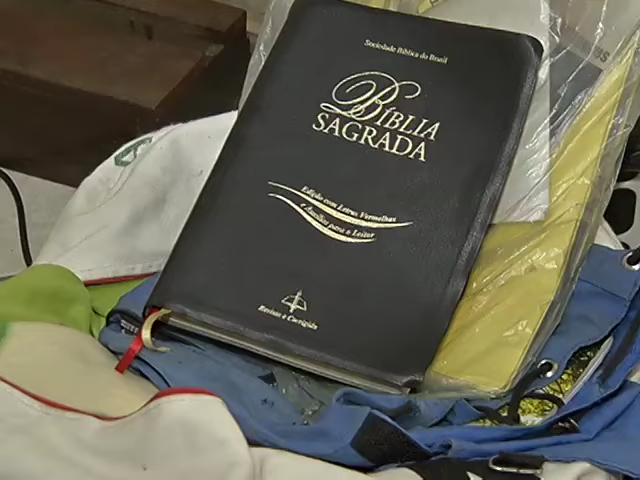 Sociedade Bíblica do Brasil
BÍBLIA
SAGRADA
Edição com Letras Vermelhas
e Auxílios para o Leitor
Revista e Corrigida